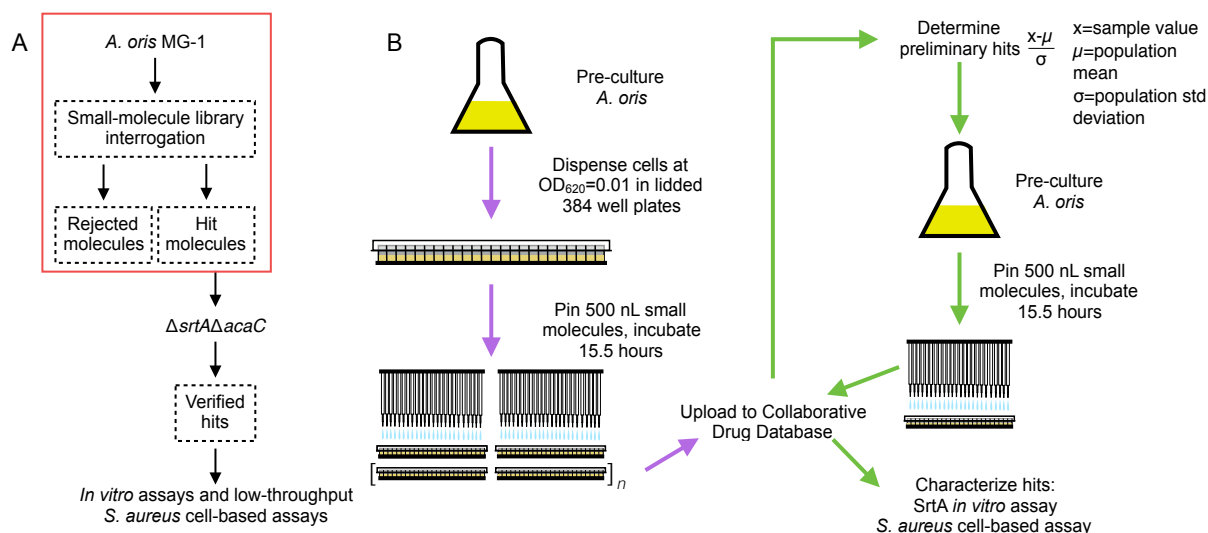 A
A. oris MG-1
Small-molecule library
interrogation
Rejected
molecules
Hit
molecules
ΔsrtAΔacaC
Verified
hits
In vitro assays and low-throughput
S. aureus cell-based assays
B
Pre-culture
A. oris
Dispense cells at
OD₆₂₀=0.01 in lidded
384 well plates
Pin 500 nL small
molecules, incubate
15.5 hours
n
Upload to Collaborative
Drug Database
Determine
preliminary hits
x-μ
σ
x=sample value
μ=population
mean
σ=population std
deviation
Pre-culture
A. oris
Pin 500 nL small
molecules, incubate
15.5 hours
Characterize hits:
SrtA in vitro assay
S. aureus cell-based assay